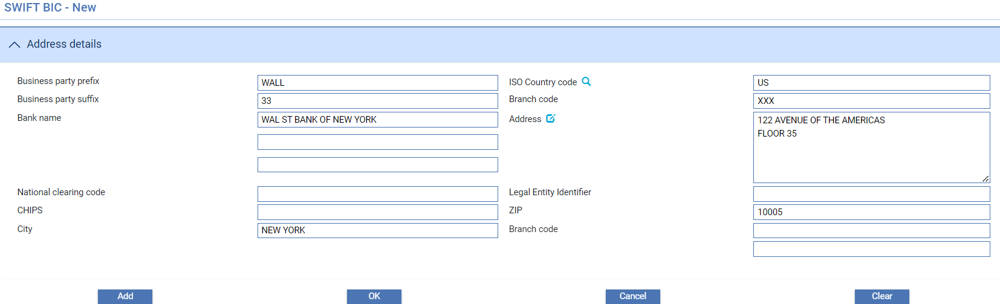 SWIFT BIC - New
Address details
Business party prefix WALL ISO Country code US
Business party suffix 33 Branch code XXX
Bank name WAL ST BANK OF NEW YORK Address 122 AVENUE OF THE AMERICAS
FLOOR 35
National clearing code Legal Entity Identifier
CHIPS ZIP 10005
City NEW YORK Branch code
Add OK Cancel Clear